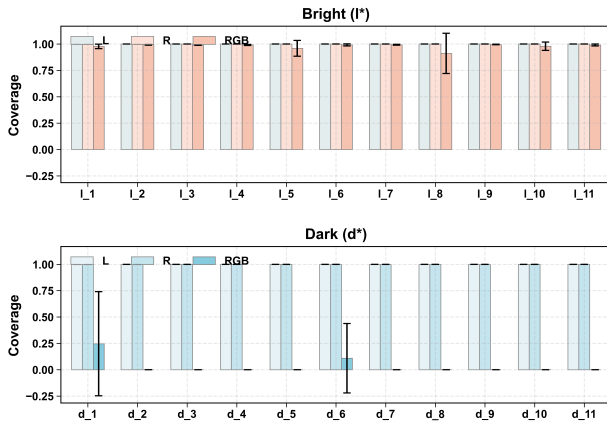 Bright (l*)
L R RGB
1.00
0.75
0.50
0.25
0.00
−0.25
Coverage
l_1 l_2 l_3 l_4 l_5 l_6 l_7 l_8 l_9 l_10 l_11
Dark (d*)
L R RGB
1.00
0.75
0.50
0.25
0.00
−0.25
Coverage
d_1 d_2 d_3 d_4 d_5 d_6 d_7 d_8 d_9 d_10 d_11